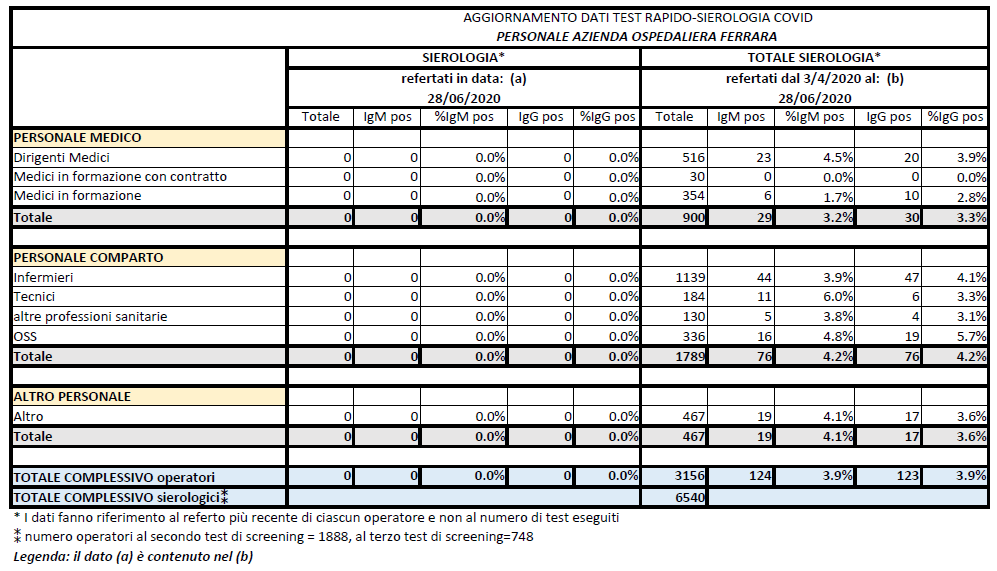 AGGIORNAMENTO DATI TEST RAPIDO-SIEROLOGIA COVID
PERSONALE AZIENDA OSPEDALIERA FERRARA
SIEROLOGIA* TOTALE SIEROLOGIA*
refertati in data: (a) refertati dal 3/4/2020 al: (b)
28/06/2020 28/06/2020
Totale IgM pos %IgM pos IgG pos %IgG pos Totale IgM pos %IgM pos IgG pos %IgG pos
PERSONALE MEDICO
Dirigenti Medici 0 0 0.0% 0 0.0% 516 23 4.5% 20 3.9%
Medici in formazione con contratto 0 0 0.0% 0 0.0% 30 0 0.0% 0 0.0%
Medici in formazione 0 0 0.0% 0 0.0% 354 6 1.7% 10 2.8%
Totale 0 0 0.0% 0 0.0% 900 29 3.2% 30 3.3%
PERSONALE COMPARTO
Infermieri 0 0 0.0% 0 0.0% 1139 44 3.9% 47 4.1%
Tecnici 0 0 0.0% 0 0.0% 184 11 6.0% 6 3.3%
altre professioni sanitarie 0 0 0.0% 0 0.0% 130 5 3.8% 4 3.1%
OSS 0 0 0.0% 0 0.0% 336 16 4.8% 19 5.7%
Totale 0 0 0.0% 0 0.0% 1789 76 4.2% 76 4.2%
ALTRO PERSONALE
Altro 0 0 0.0% 0 0.0% 467 19 4.1% 17 3.6%
Totale 0 0 0.0% 0 0.0% 467 19 4.1% 17 3.6%
TOTALE COMPLESSIVO operatori 0 0 0.0% 0 0.0% 3156 124 3.9% 123 3.9%
TOTALE COMPLESSIVO sierologici⁑ 6540
* I dati fanno riferimento al referto più recente di ciascun operatore e non al numero di test eseguiti
⁑ numero operatori al secondo test di screening = 1888, al terzo test di screening=748
Legenda: il dato (a) è contenuto nel (b)